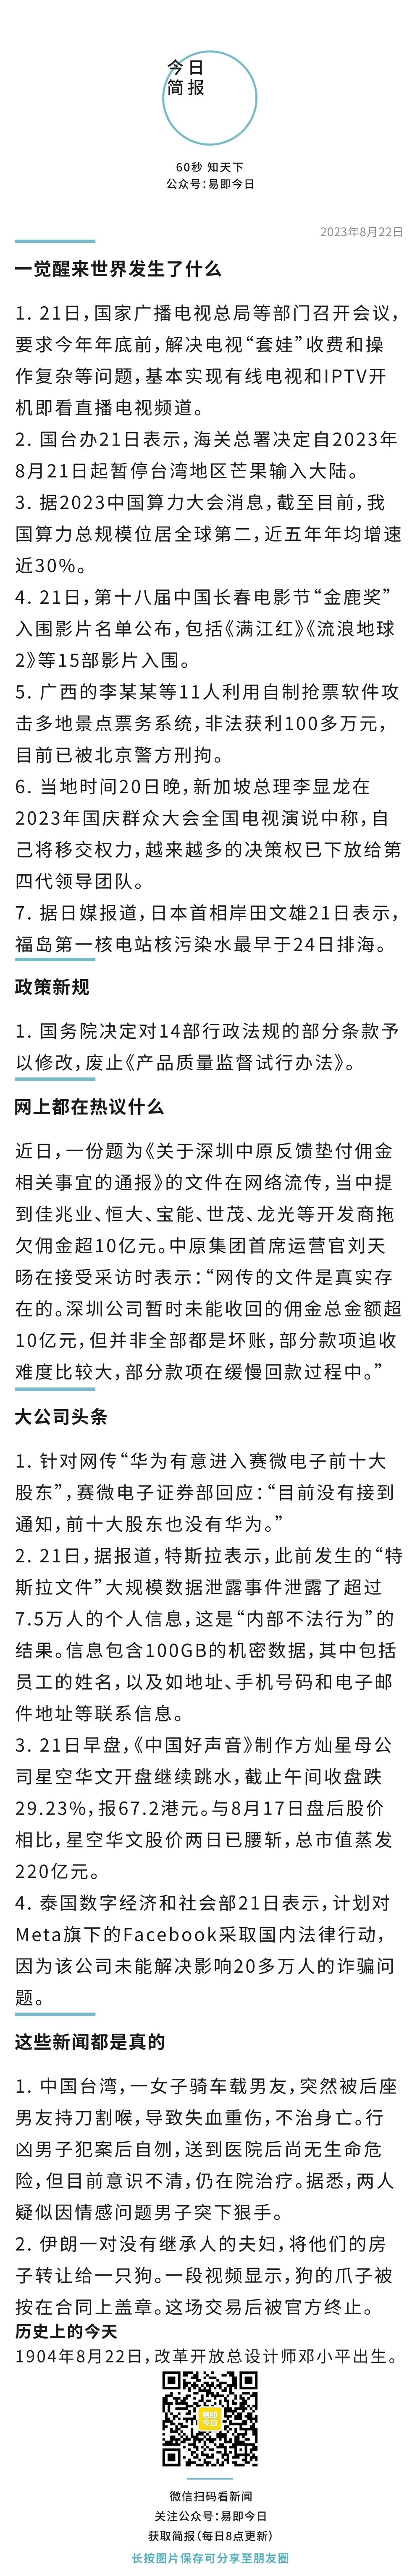 今日
简报
60秒 知天下
公众号：易即今日
2023年8月22日
一觉醒来世界发生了什么
1. 21日，国家广播电视总局等部门召开会议，
要求今年年底前，解决电视“套娃”收费和操
作复杂等问题，基本实现有线电视和IPTV开
机即看直播电视频道。
2. 国台办21日表示，海关总署决定自2023年
8月21日起暂停台湾地区芒果输入大陆。
3. 据2023中国算力大会消息，截至目前，我
国算力总规模位居全球第二，近五年年均增速
近30%。
4. 21日，第十八届中国长春电影节“金鹿奖”
入围影片名单公布，包括《满江红》《流浪地球
2》等15部影片入围。
5. 广西的李某某等11人利用自制抢票软件攻
击多地景点票务系统，非法获利100多万元，
目前已被北京警方刑拘。
6. 当地时间20日晚，新加坡总理李显龙在
2023年国庆群众大会全国电视演说中称，自
己将移交权力，越来越多的决策权已下放给第
四代领导团队。
7. 据日媒报道，日本首相岸田文雄21日表示，
福岛第一核电站核污染水最早于24日排海。
政策新规
1. 国务院决定对14部行政法规的部分条款予
以修改，废止《产品质量监督试行办法》。
网上都在热议什么
近日，一份题为《关于深圳中原反馈垫付佣金
相关事宜的通报》的文件在网络流传，当中提
到佳兆业、恒大、宝能、世茂、龙光等开发商拖
欠佣金超10亿元。中原集团首席运营官刘天
旸在接受采访时表示：“网传的文件是真实存
在的。深圳公司暂时未能收回的佣金总金额超
10亿元，但并非全部都是坏账，部分款项追收
难度比较大，部分款项在缓慢回款过程中。”
大公司头条
1. 针对网传“华为有意进入赛微电子前十大
股东”，赛微电子证券部回应：“目前没有接到
通知，前十大股东也没有华为。”
2. 21日，据报道，特斯拉表示，此前发生的“特
斯拉文件”大规模数据泄露事件泄露了超过
7.5万人的个人信息，这是“内部不法行为”的
结果。信息包含100GB的机密数据，其中包括
员工的姓名，以及如地址、手机号码和电子邮
件地址等联系信息。
3. 21日早盘，《中国好声音》制作方灿星母公
司星空华文开盘继续跳水，截止午间收盘跌
29.23%，报67.2港元。与8月17日盘后股价
相比，星空华文股价两日已腰斩，总市值蒸发
220亿元。
4. 泰国数字经济和社会部21日表示，计划对
Meta旗下的Facebook采取国内法律行动，
因为该公司未能解决影响20多万人的诈骗问
题。
这些新闻都是真的
1. 中国台湾，一女子骑车载男友，突然被后座
男友持刀割喉，导致失血重伤，不治身亡。行
凶男子犯案后自刎，送到医院后尚无生命危
险，但目前意识不清，仍在院治疗。据悉，两人
疑似因情感问题男子突下狠手。
2. 伊朗一对没有继承人的夫妇，将他们的房
子转让给一只狗。一段视频显示，狗的爪子被
按在合同上盖章。这场交易后被官方终止。
历史上的今天
1904年8月22日，改革开放总设计师邓小平出生。
易即
今日
微信扫码看新闻
关注公众号：易即今日
获取简报（每日8点更新）
长按图片保存可分享至朋友圈